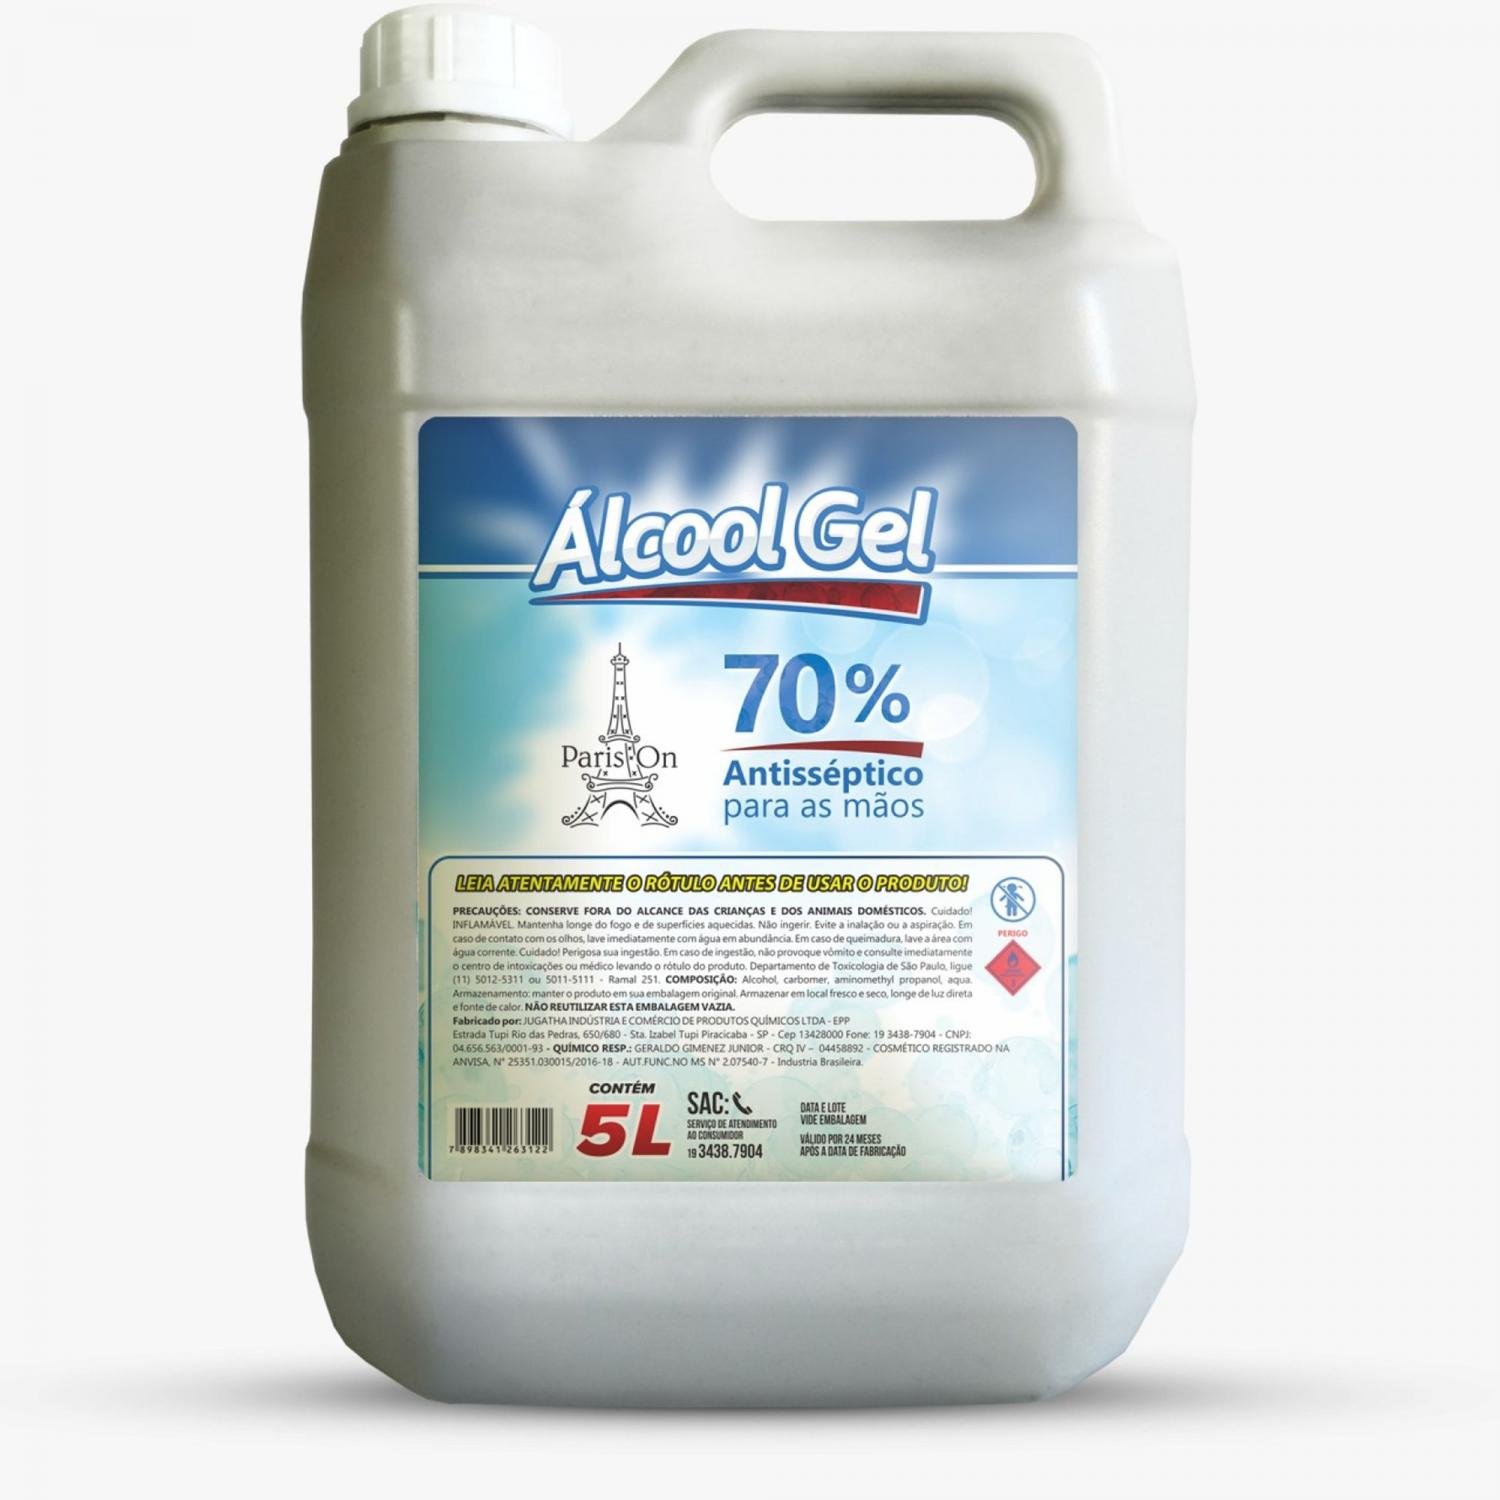 Álcool Gel
70%
Paris On
Antisséptico
para as mãos
LEIA ATENTAMENTE O RÓTULO ANTES DE USAR O PRODUTO!
PRECAUÇÕES: CONSERVE FORA DO ALCANCE DAS CRIANÇAS E DOS ANIMAIS DOMÉSTICOS. Cuidado!
INFLAMÁVEL. Mantenha longe do fogo e de superfícies aquecidas. Não ingerir. Evite a inalação ou a aspiração. Em
caso de contato com os olhos, lave imediatamente com água em abundância. Em caso de queimadura, lave a área com
água corrente. Cuidado! Perigosa sua ingestão. Em caso de ingestão, não provoque vômito e consulte imediatamente
o centro de intoxicações ou médico levando o rótulo do produto. Departamento de Toxicologia de São Paulo, ligue
(11) 5012-5311 ou 5011-5111 - Ramal 251. COMPOSIÇÃO: Alcohol, carbomer, aminomethyl propanol, aqua.
Armazenamento: manter o produto em sua embalagem original. Armazenar em local fresco e seco, longe de luz direta
e fonte de calor. NÃO REUTILIZAR ESTA EMBALAGEM VAZIA.
Fabricado por: JUGATHA INDÚSTRIA E COMÉRCIO DE PRODUTOS QUÍMICOS LTDA - EPP
Estrada Tupi Rio das Pedras, 650/680 - Sta. Izabel Tupi Piracicaba - SP - Cep 13428000 Fone: 19 3438-7904 - CNPJ:
04.656.563/0001-93 - QUÍMICO RESP.: GERALDO GIMENEZ JUNIOR - CRQ IV – 04458892 - COSMÉTICO REGISTRADO NA
ANVISA, N° 25351.030015/2016-18 - AUT.FUNC.NO MS N° 2.07540-7 - Industria Brasileira.
PERIGO
7 898341 263122
CONTÉM
5L
SAC:
SERVIÇO DE ATENDIMENTO
AO CONSUMIDOR
19 3438.7904
DATA E LOTE
VIDE EMBALAGEM
VÁLIDO POR 24 MESES
APÓS A DATA DE FABRICAÇÃO